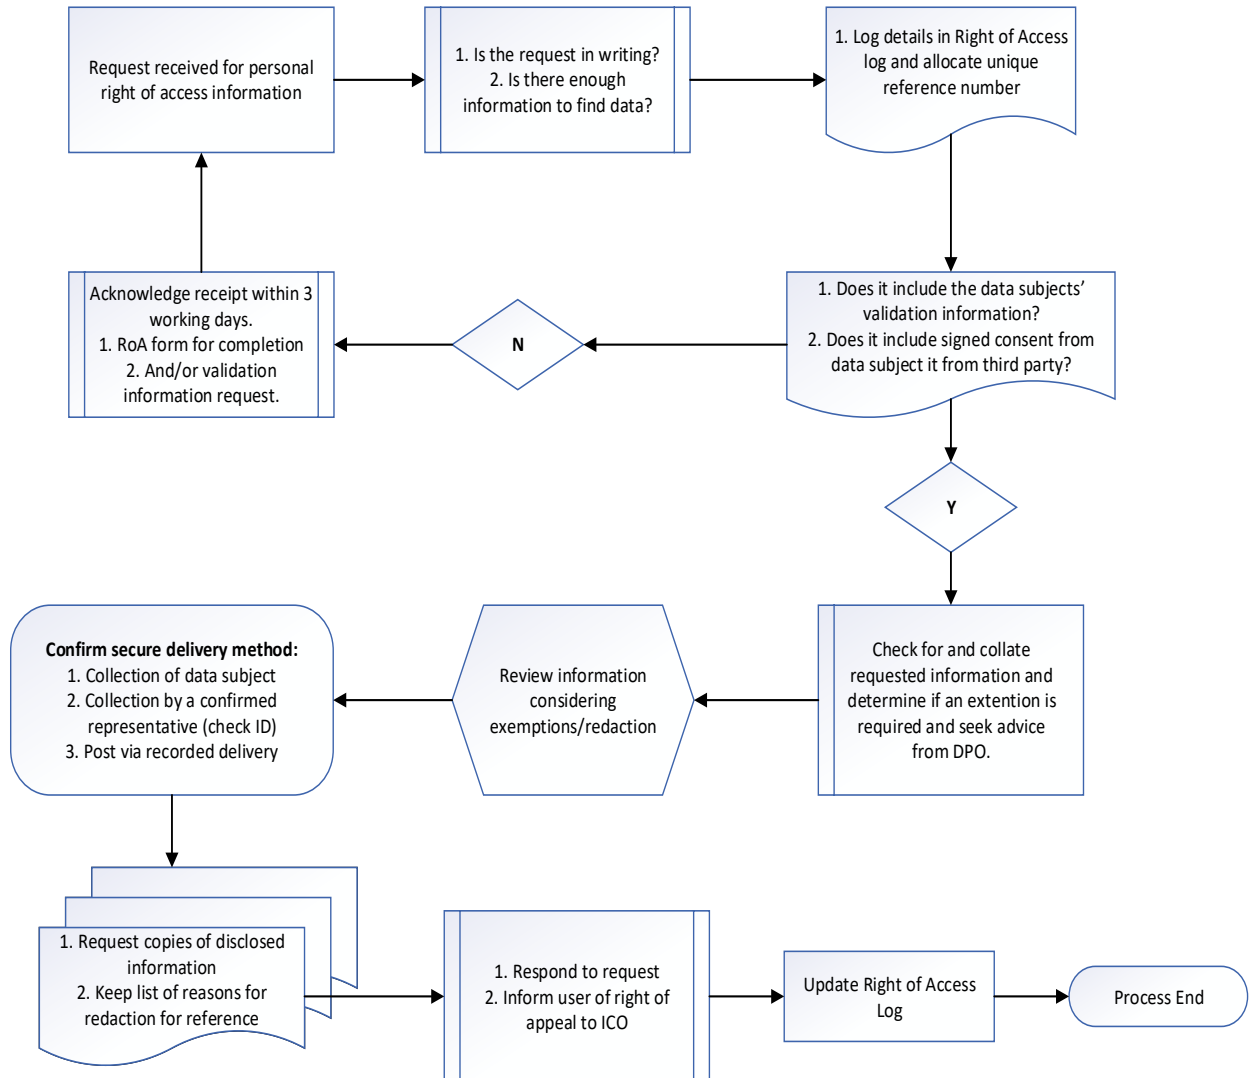 Request received for personal
right of access information
1. Is the request in writing?
2. Is there enough
information to find data?
1. Log details in Right of Access
log and allocate unique
reference number
Acknowledge receipt within 3
working days.
1. RoA form for completion
2. And/or validation
information request.
N
1. Does it include the data subjects’
validation information?
2. Does it include signed consent from
data subject it from third party?
Y
Confirm secure delivery method:
1. Collection of data subject
2. Collection by a confirmed
representative (check ID)
3. Post via recorded delivery
Review information
considering
exemptions/redaction
Check for and collate
requested information and
determine if an extention is
required and seek advice
from DPO.
1. Request copies of disclosed
information
2. Keep list of reasons for
redaction for reference
1. Respond to request
2. Inform user of right of
appeal to ICO
Update Right of Access
Log
Process End